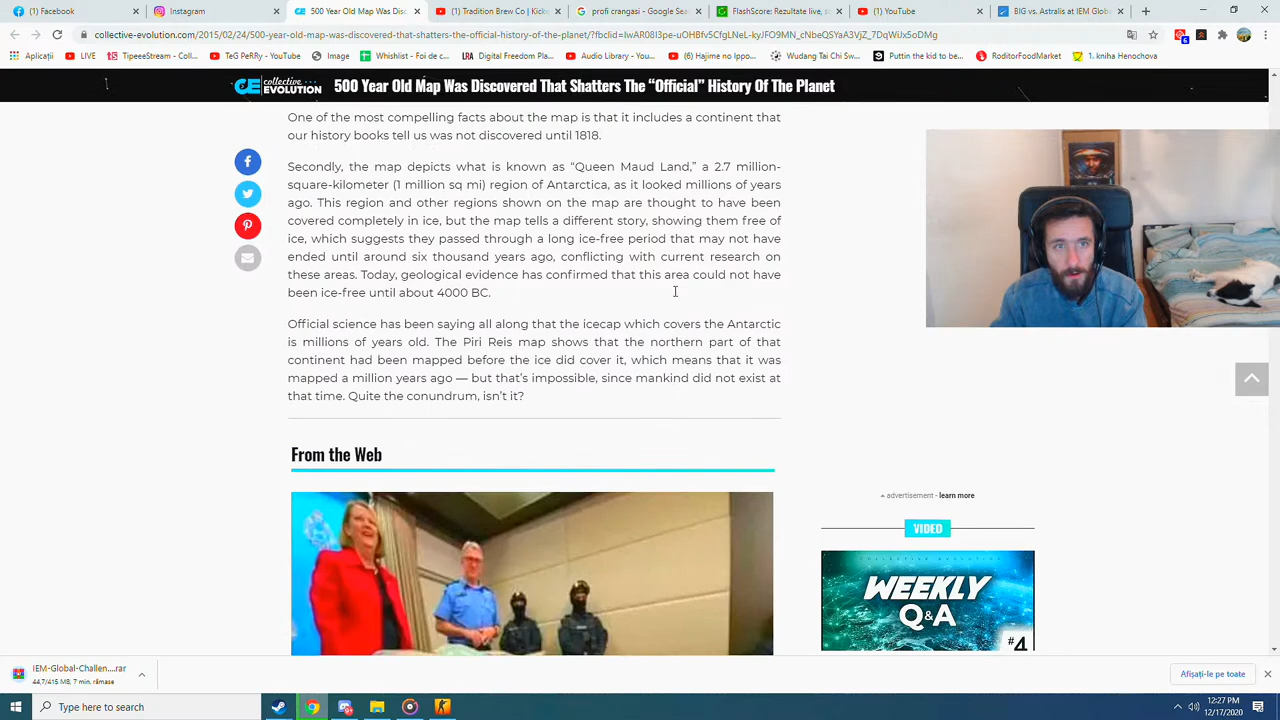 (1) Facebook
Instagram
500 Year Old Map Was Disc
(1) Tradition Brew Co | Kicke
profi crangasi - Google Sea
FlashScore: Rezultate live, s
(1) YouTube
BIG vs. Astralis at IEM Globa
collective-evolution.com/2015/02/24/500-year-old-map-was-discovered-that-shatters-the-official-history-of-the-planet/?fbclid=IwAR08I3pe-uOHBfv5CfgLNeL-kyJFO9MN_cNbeQSYaA3VjZ_7DqWiJx5oDMg
Aplicații
LIVE
TipeeeStream - G...
TeG PeRRy - YouTube
Image
Whishlist - Foi de c...
LRA Digital Freedom Pla...
Audio Library - You...
(6) Hajime no Ippo...
Wudang Tai Chi Sw...
Puttin the kid to be...
RoditorFoodMarket
1. kniha Henochova
CE collective EVOLUTION 500 Year Old Map Was Discovered That Shatters The “Official” History Of The Planet
One of the most compelling facts about the map is that it includes a continent that
our history books tell us was not discovered until 1818.
Secondly, the map depicts what is known as “Queen Maud Land,” a 2.7 million-
square-kilometer (1 million sq mi) region of Antarctica, as it looked millions of years
ago. This region and other regions shown on the map are thought to have been
covered completely in ice, but the map tells a different story, showing them free of
ice, which suggests they passed through a long ice-free period that may not have
ended until around six thousand years ago, conflicting with current research on
these areas. Today, geological evidence has confirmed that this area could not have
been ice-free until about 4000 BC.
Official science has been saying all along that the icecap which covers the Antarctic
is millions of years old. The Piri Reis map shows that the northern part of that
continent had been mapped before the ice did cover it, which means that it was
mapped a million years ago — but that’s impossible, since mankind did not exist at
that time. Quite the conundrum, isn’t it?
From the Web
advertisement - learn more
VIDEO
COLLECTIVE EVOLUTION
WEEKLY
Q&A
#4
IEM-Global-Challen....rar
44,7/415 MB, 7 min. rămase
Afișați-le pe toate
Type here to search
12:27 PM
12/17/2020